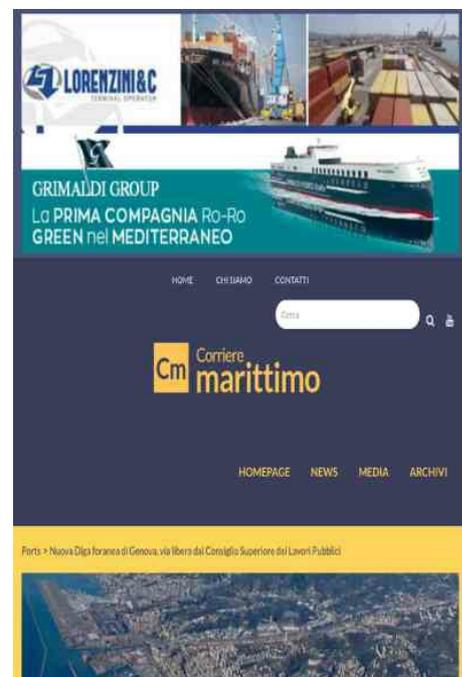 LORENZINI&C
TERMINAL OPERATOR
GRIMALDI GROUP
La PRIMA COMPAGNIA Ro-Ro
GREEN nel MEDITERRANEO
HOME CHI SIAMO CONTATTI
Cerca
Cm Corriere
marittimo
HOMEPAGE NEWS MEDIA ARCHIVI
Ports > Nuova Diga foranea di Genova, via libera dal Consiglio Superiore dei Lavori Pubblici